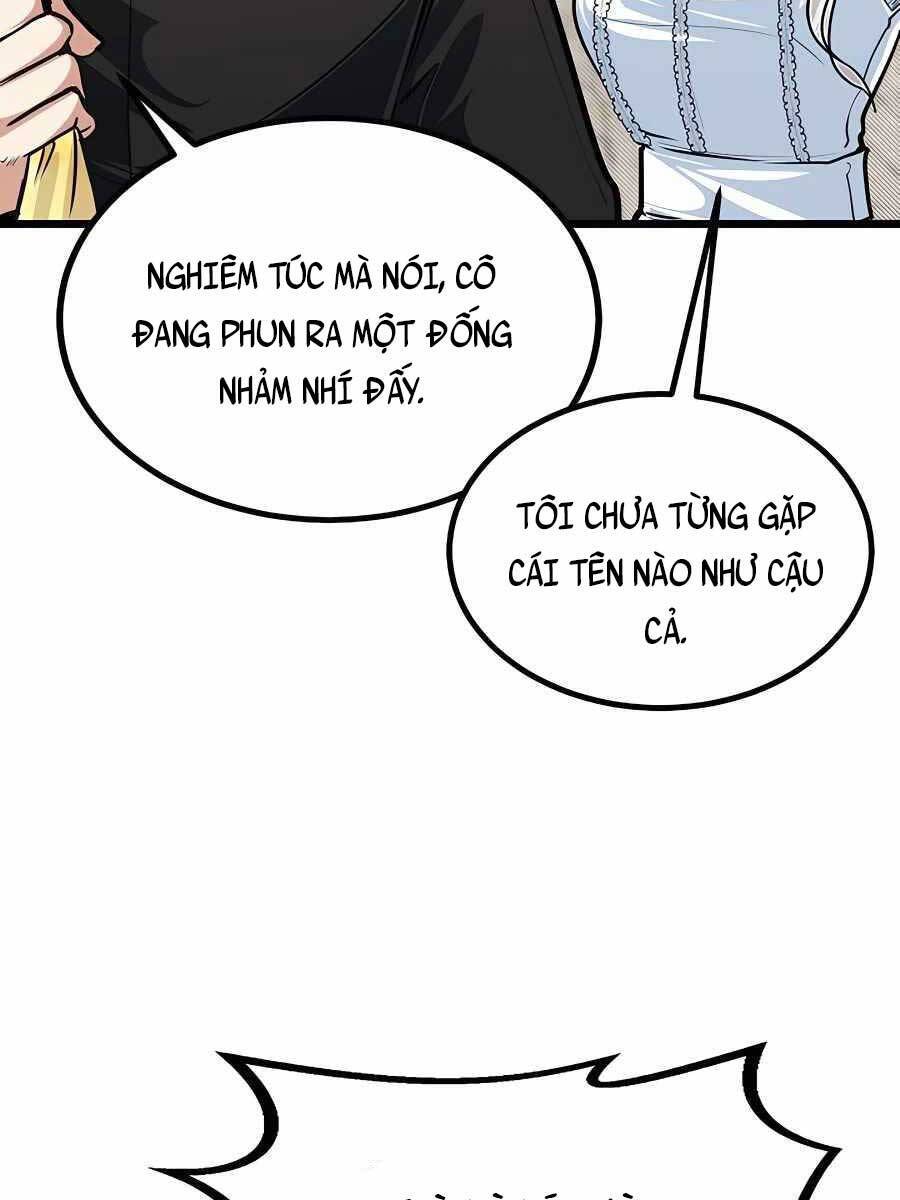 NGHIÊM TÚC MÀ NÓI, CÔ
ĐANG PHUN RA MỘT ĐỐNG
NHẢM NHÍ ĐẤY.
TÔI CHƯA TỪNG GẶP
CÁI TÊN NÀO NHƯ CẬU
CẢ.